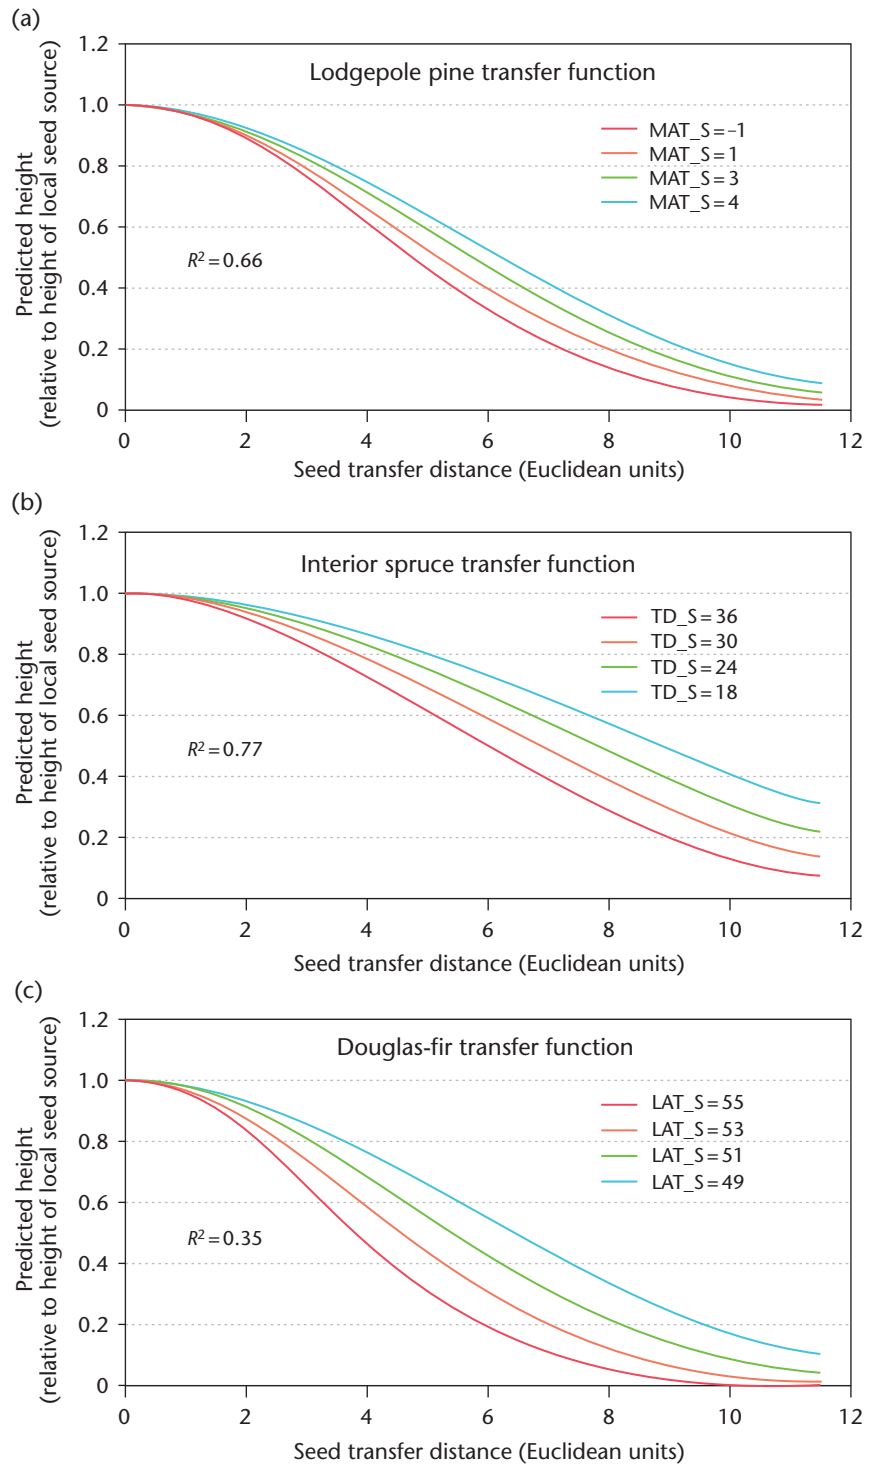 (a)
1.2
1.0
0.8
0.6
0.4
0.2
0
Predicted height
(relative to height of local seed source)
Lodgepole pine transfer function
MAT_S = –1
MAT_S = 1
MAT_S = 3
MAT_S = 4
R² = 0.66
0 2 4 6 8 10 12
Seed transfer distance (Euclidean units)
(b)
1.2
1.0
0.8
0.6
0.4
0.2
0
Predicted height
(relative to height of local seed source)
Interior spruce transfer function
TD_S = 36
TD_S = 30
TD_S = 24
TD_S = 18
R² = 0.77
0 2 4 6 8 10 12
Seed transfer distance (Euclidean units)
(c)
1.2
1.0
0.8
0.6
0.4
0.2
0
Predicted height
(relative to height of local seed source)
Douglas-fir transfer function
LAT_S = 55
LAT_S = 53
LAT_S = 51
LAT_S = 49
R² = 0.35
0 2 4 6 8 10 12
Seed transfer distance (Euclidean units)